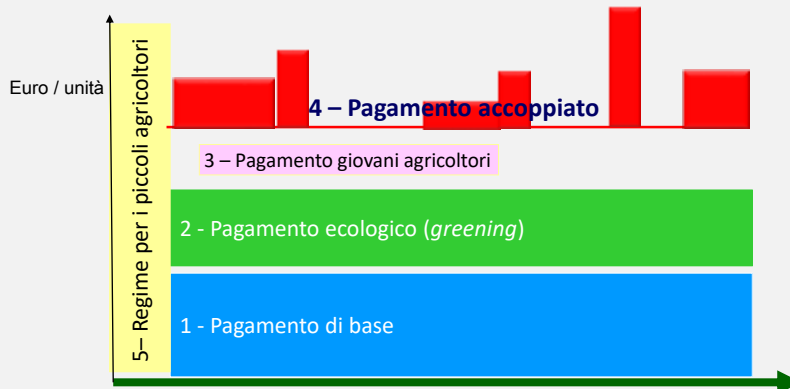 Euro / unità
5– Regime per i piccoli agricoltori
4 – Pagamento accoppiato
3 – Pagamento giovani agricoltori
2 - Pagamento ecologico (greening)
1 - Pagamento di base